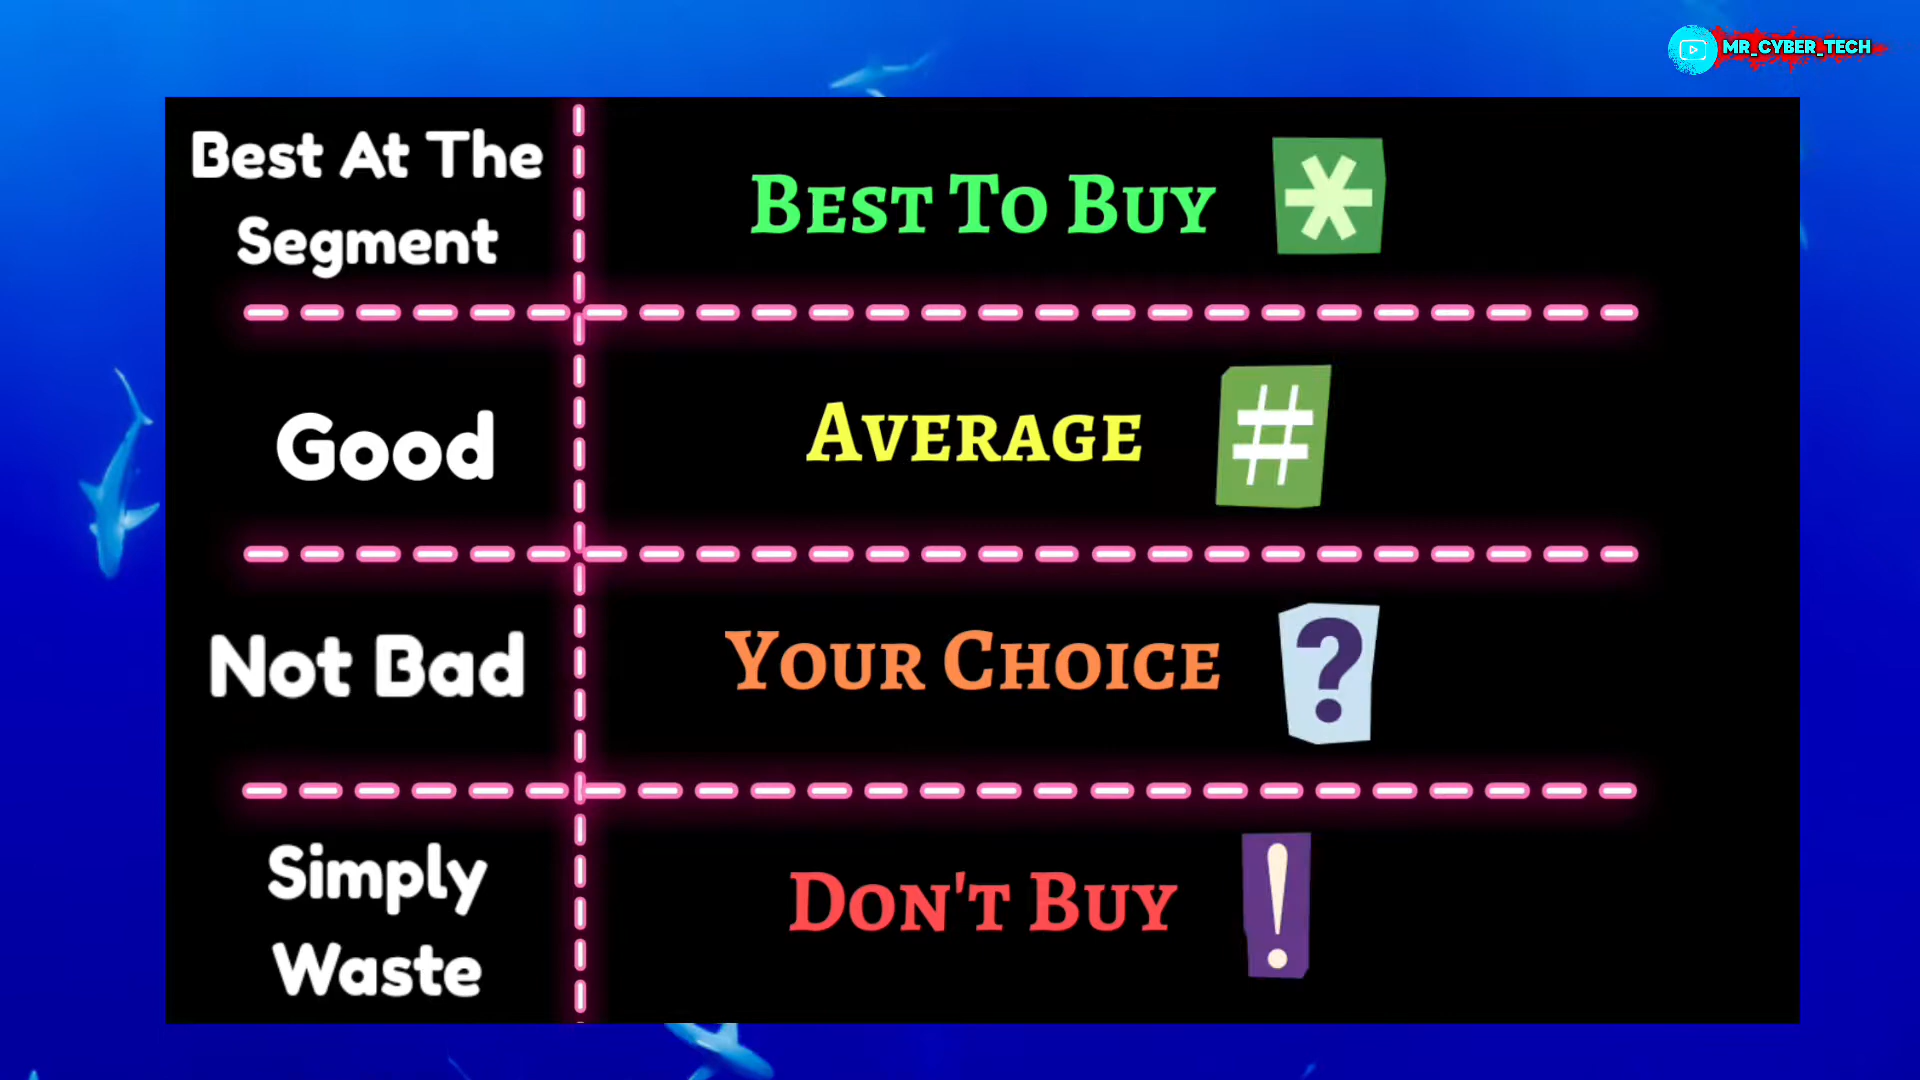 MR_CYBER_TECH
Best At The
Segment
BEST TO BUY *
Good
AVERAGE #
Not Bad
YOUR CHOICE ?
Simply
Waste
DON'T BUY !